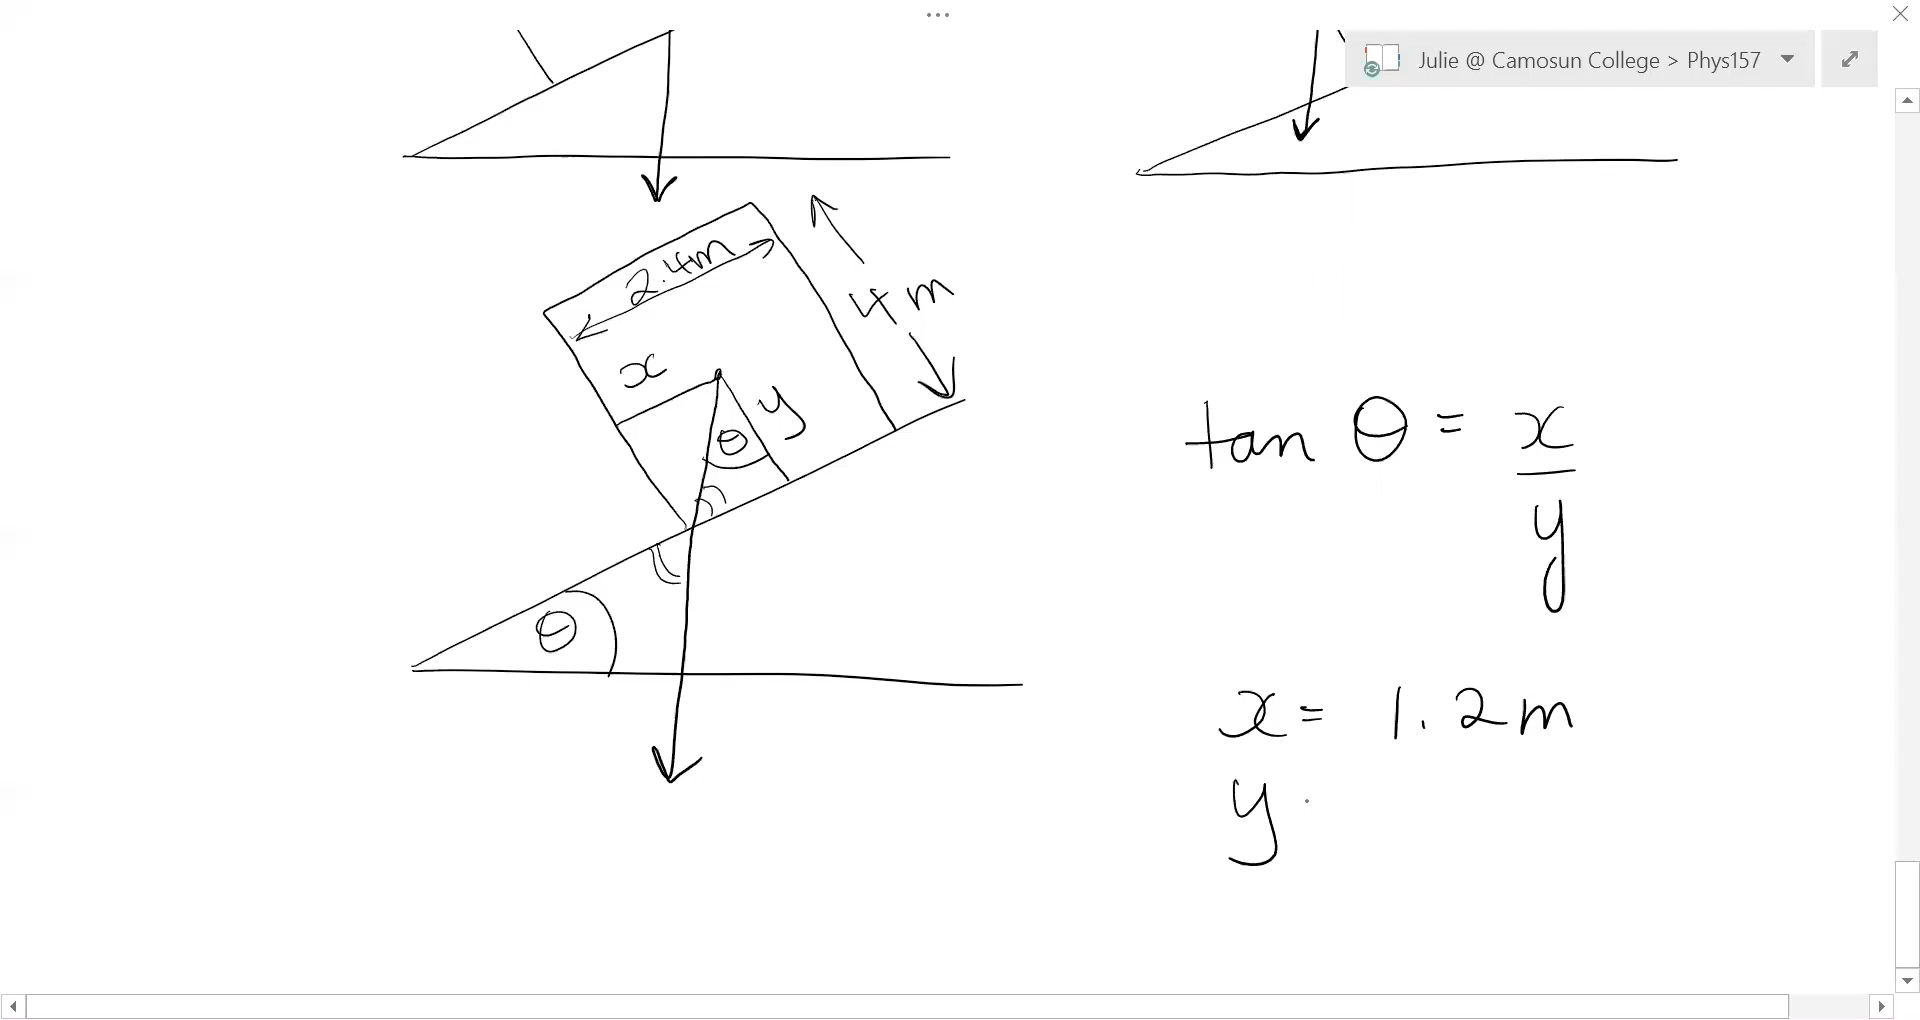 Julie @ Camosun College > Phys157
2.4m
4m
x
y
θ
θ
tan θ = x
y
x = 1.2m
y